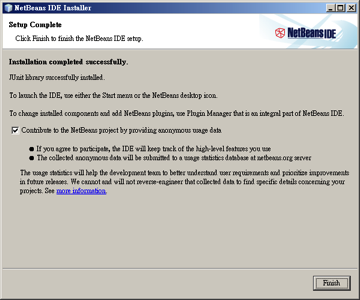 NetBeans IDE Installer
Setup Complete
Click Finish to finish the NetBeans IDE setup.
NetBeans IDE
Installation completed successfully.
JUnit library successfully installed.
To launch the IDE, use either the Start menu or the NetBeans desktop icon.
To change installed components and add NetBeans plugins, use Plugin Manager that is an integral part of NetBeans IDE.
Contribute to the NetBeans project by providing anonymous usage data
● If you agree to participate, the IDE will keep track of the high-level features you use
● The collected anonymous data will be submitted to a usage statistics database at netbeans.org server
The usage statistics will help the development team to better understand user requirements and prioritize improvements
in future releases. We cannot and will not reverse-engineer that collected data to find specific details concerning your
projects. See more information.
Finish